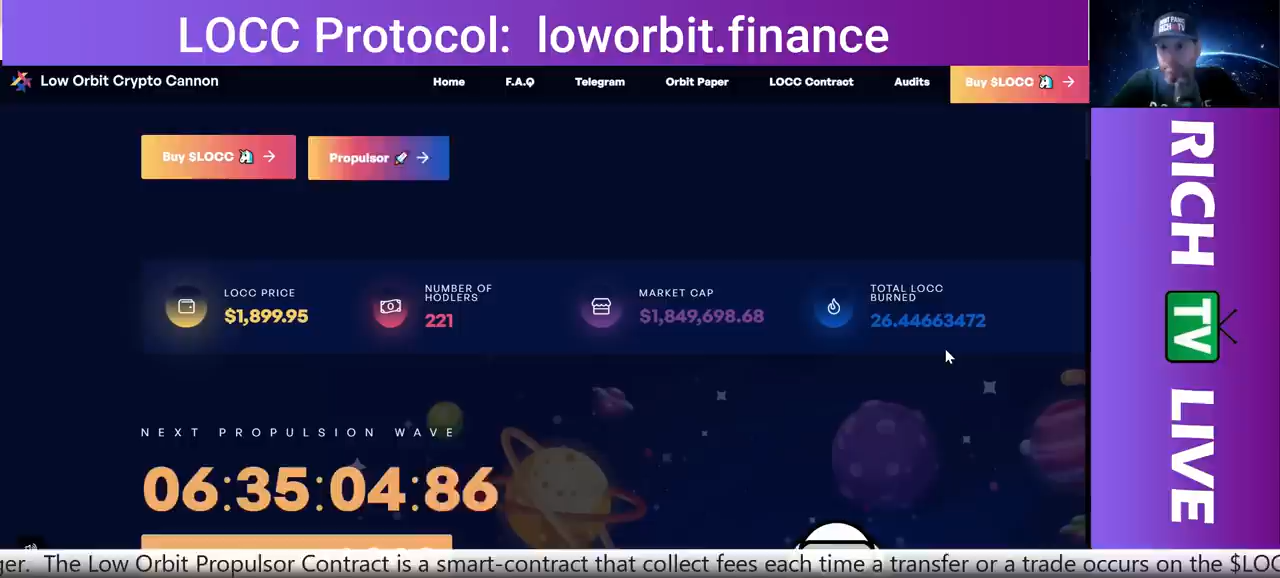 LOCC Protocol: loworbit.finance
Low Orbit Crypto Cannon
Home
F.A.Q
Telegram
Orbit Paper
LOCC Contract
Audits
Buy $LOCC 🦄 →
Buy $LOCC 🦄 →
Propulsor 🚀 →
LOCC PRICE
$1,899.95
NUMBER OF
HODLERS
221
MARKET CAP
$1,849,698.68
TOTAL LOCC
BURNED
26.44663472
NEXT PROPULSION WAVE
06:35:04:86
RICH TV LIVE
ger. The Low Orbit Propulsor Contract is a smart-contract that collect fees each time a transfer or a trade occurs on the $LOC